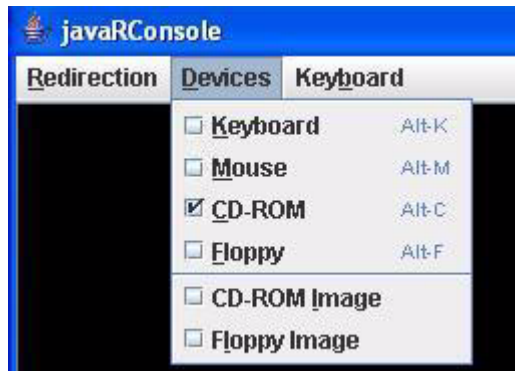 javaRConsole
Redirection Devices Keyboard
Keyboard Alt-K
Mouse Alt-M
CD-ROM Alt-C
Floppy Alt-F
CD-ROM Image
Floppy Image